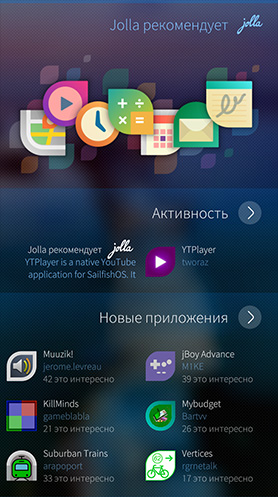 Jolla рекомендует Jolla
Активность
Jolla рекомендует Jolla
YTPlayer is a native YouTube
application for SailfishOS. It
YTPlayer
tworaz
Новые приложения
Muuzik!
jerome.levreau
42 это интересно
jBoy Advance
M1KE
39 это интересно
KillMinds
gameblabla
21 это интересно
Mybudget
Bartvv
26 это интересно
Suburban Trains
arapoport
33 это интересно
Vertices
rgrnetalk
17 это интересно